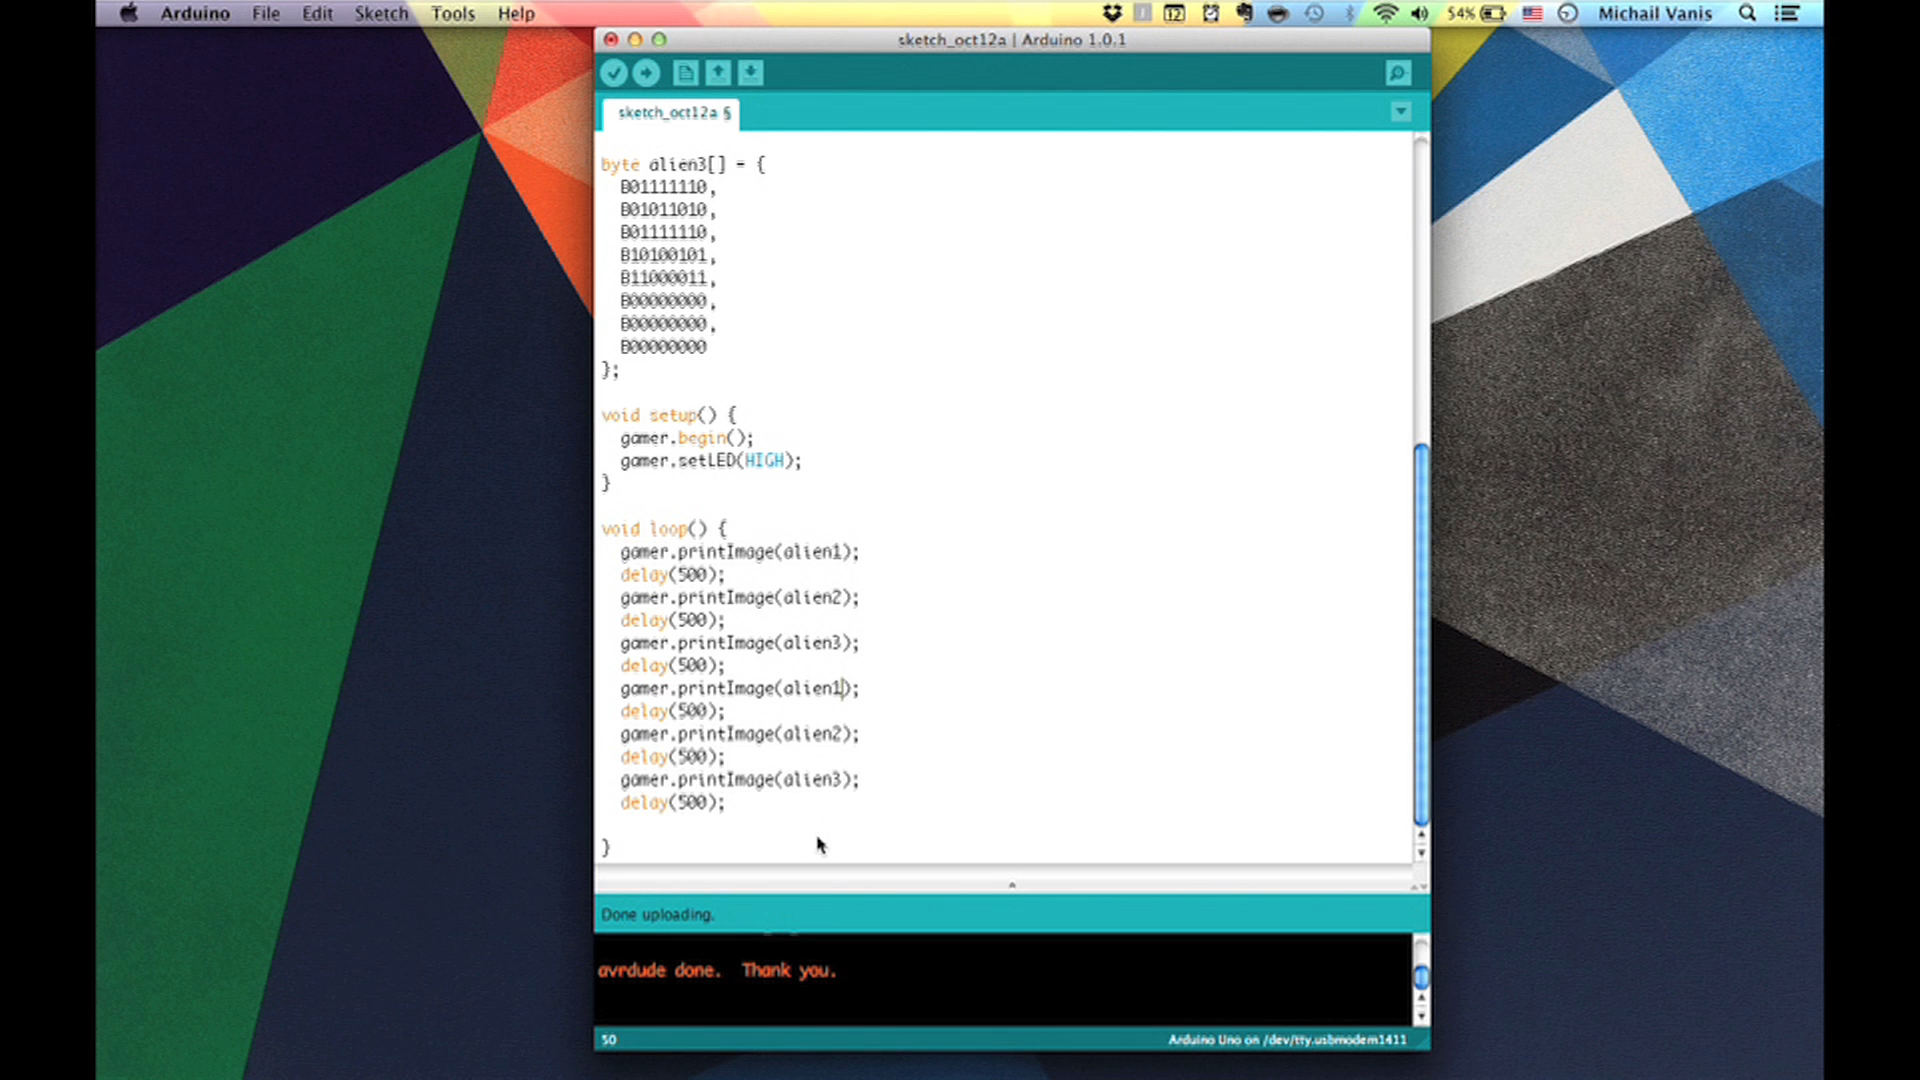 Arduino File Edit Sketch Tools Help
12 54% Michail Vanis
sketch_oct12a | Arduino 1.0.1
sketch_oct12a §
byte alien3[] = {
B01111110,
B01011010,
B01111110,
B10100101,
B11000011,
B00000000,
B00000000,
B00000000
};
void setup() {
gamer.begin();
gamer.setLED(HIGH);
}
void loop() {
gamer.printImage(alien1);
delay(500);
gamer.printImage(alien2);
delay(500);
gamer.printImage(alien3);
delay(500);
gamer.printImage(alien1);
delay(500);
gamer.printImage(alien2);
delay(500);
gamer.printImage(alien3);
delay(500);
}
Done uploading.
avrdude done. Thank you.
50 Arduino Uno on /dev/tty.usbmodem1411